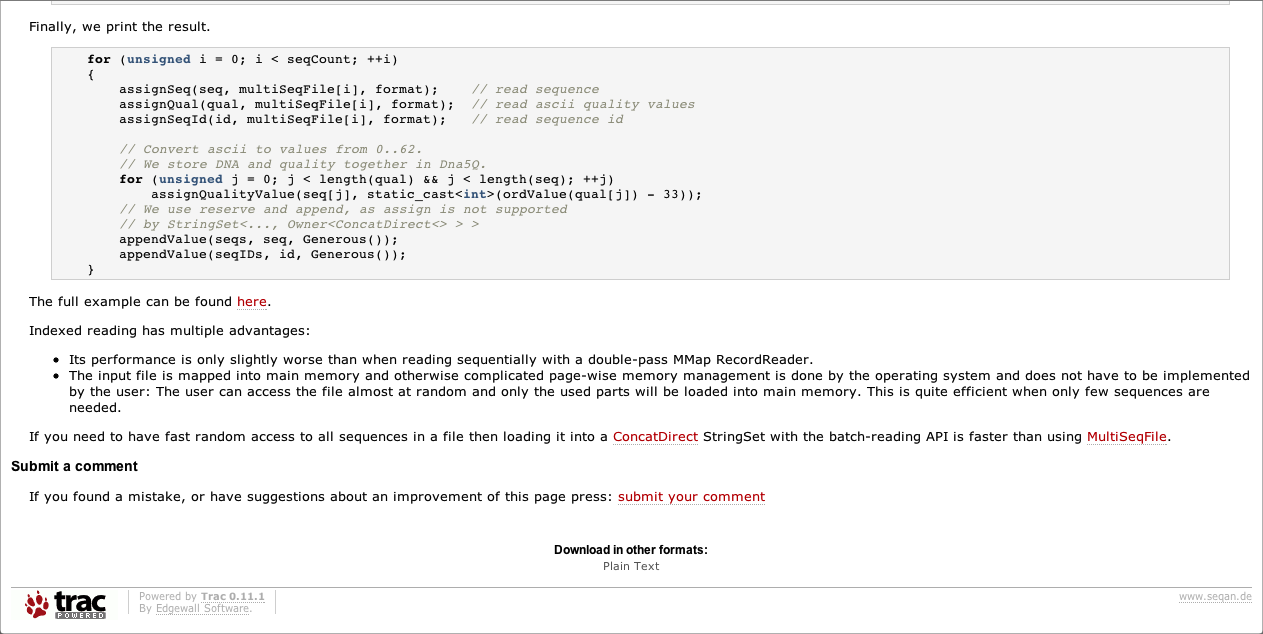 Finally, we print the result.
for (unsigned i = 0; i < seqCount; ++i)
{
assignSeq(seq, multiSeqFile[i], format);    // read sequence
assignQual(qual, multiSeqFile[i], format);  // read ascii quality values
assignSeqId(id, multiSeqFile[i], format);   // read sequence id
// Convert ascii to values from 0..62.
// We store DNA and quality together in Dna5Q.
for (unsigned j = 0; j < length(qual) && j < length(seq); ++j)
assignQualityValue(seq[j], static_cast<int>(ordValue(qual[j]) - 33));
// We use reserve and append, as assign is not supported
// by StringSet<..., Owner<ConcatDirect<> > >
appendValue(seqs, seq, Generous());
appendValue(seqIDs, id, Generous());
}
The full example can be found here.
Indexed reading has multiple advantages:
• Its performance is only slightly worse than when reading sequentially with a double-pass MMap RecordReader.
• The input file is mapped into main memory and otherwise complicated page-wise memory management is done by the operating system and does not have to be implemented
by the user: The user can access the file almost at random and only the used parts will be loaded into main memory. This is quite efficient when only few sequences are
needed.
If you need to have fast random access to all sequences in a file then loading it into a ConcatDirect StringSet with the batch-reading API is faster than using MultiSeqFile.
Submit a comment
If you found a mistake, or have suggestions about an improvement of this page press: submit your comment
Download in other formats:
Plain Text
trac
POWERED
Powered by Trac 0.11.1
By Edgewall Software.
www.seqan.de